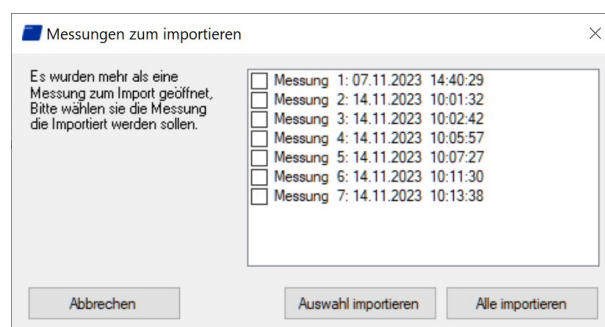 Messungen zum importieren
Es wurden mehr als eine
Messung zum Import geöffnet,
Bitte wählen sie die Messung
die Importiert werden sollen.
Messung 1: 07.11.2023 14:40:29
Messung 2: 14.11.2023 10:01:32
Messung 3: 14.11.2023 10:02:42
Messung 4: 14.11.2023 10:05:57
Messung 5: 14.11.2023 10:07:27
Messung 6: 14.11.2023 10:11:30
Messung 7: 14.11.2023 10:13:38
Abbrechen
Auswahl importieren
Alle importieren